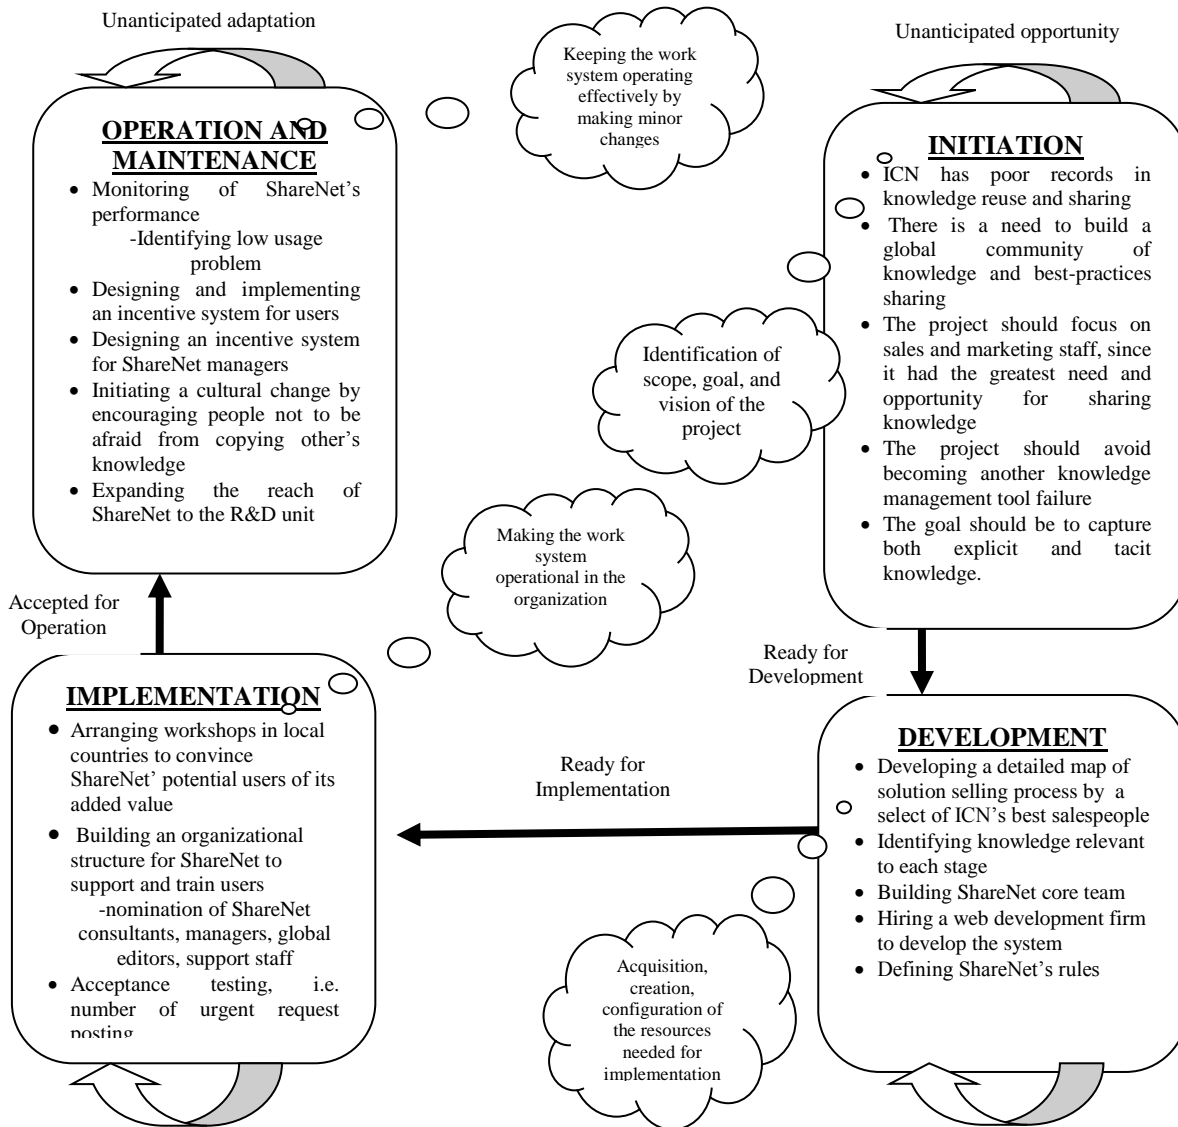 Unanticipated adaptation
OPERATION AND
MAINTENANCE
• Monitoring of ShareNet's
performance
-Identifying low usage
problem
• Designing and implementing
an incentive system for users
• Designing an incentive system
for ShareNet managers
• Initiating a cultural change by
encouraging people not to be
afraid from copying other's
knowledge
• Expanding the reach of
ShareNet to the R&D unit
Keeping the work
system operating
effectively by
making minor
changes
Unanticipated opportunity
INITIATION
• ICN has poor records in
knowledge reuse and sharing
• There is a need to build a
global community of
knowledge and best-practices
sharing
• The project should focus on
sales and marketing staff, since
it had the greatest need and
opportunity for sharing
knowledge
• The project should avoid
becoming another knowledge
management tool failure
• The goal should be to capture
both explicit and tacit
knowledge.
Identification of
scope, goal, and
vision of the
project
Making the work
system
operational in the
organization
Accepted for
Operation
Ready for
Development
IMPLEMENTATION
• Arranging workshops in local
countries to convince
ShareNet' potential users of its
added value
• Building an organizational
structure for ShareNet to
support and train users
-nomination of ShareNet
consultants, managers, global
editors, support staff
• Acceptance testing, i.e.
number of urgent request
posting
Ready for
Implementation
DEVELOPMENT
• Developing a detailed map of
solution selling process by a
select of ICN's best salespeople
• Identifying knowledge relevant
to each stage
• Building ShareNet core team
• Hiring a web development firm
to develop the system
• Defining ShareNet's rules
Acquisition,
creation,
configuration of
the resources
needed for
implementation